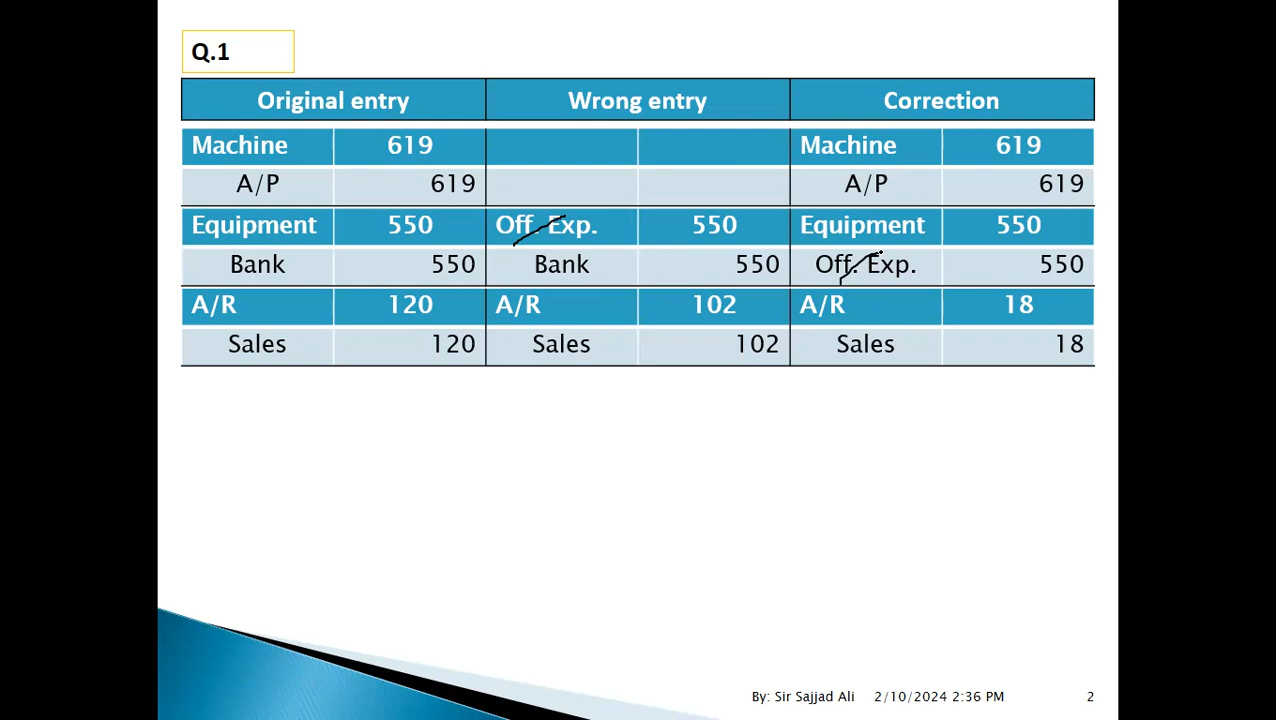 Q.1
Original entry Wrong entry Correction
Machine 619 Machine 619
A/P 619 A/P 619
Equipment 550 Off. Exp. 550 Equipment 550
Bank 550 Bank 550 Off. Exp. 550
A/R 120 A/R 102 A/R 18
Sales 120 Sales 102 Sales 18
By: Sir Sajjad Ali 2/10/2024 2:36 PM 2